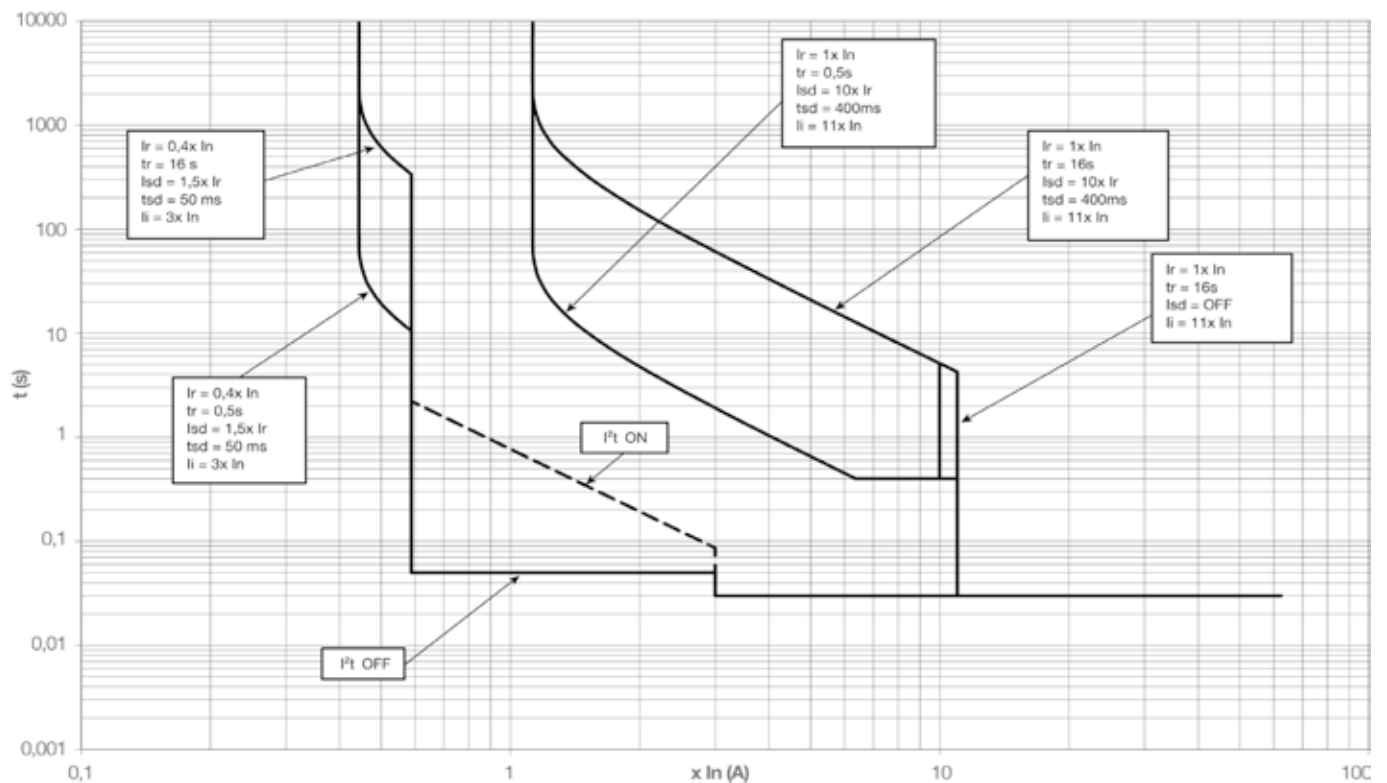 10000
1000
100
10
1
0,1
0,01
0,001
t (s)
Ir = 0,4x In
tr = 16 s
Isd = 1,5x Ir
tsd = 50 ms
Ii = 3x In
Ir = 0,4x In
tr = 0,5s
Isd = 1,5x Ir
tsd = 50 ms
Ii = 3x In
Ir = 1x In
tr = 0,5s
Isd = 10x Ir
tsd = 400ms
Ii = 11x In
Ir = 1x In
tr = 16s
Isd = 10x Ir
tsd = 400ms
Ii = 11x In
Ir = 1x In
tr = 16s
Isd = OFF
Ii = 11x In
I²t ON
I²t OFF
0,1
1
x In (A)
10
100